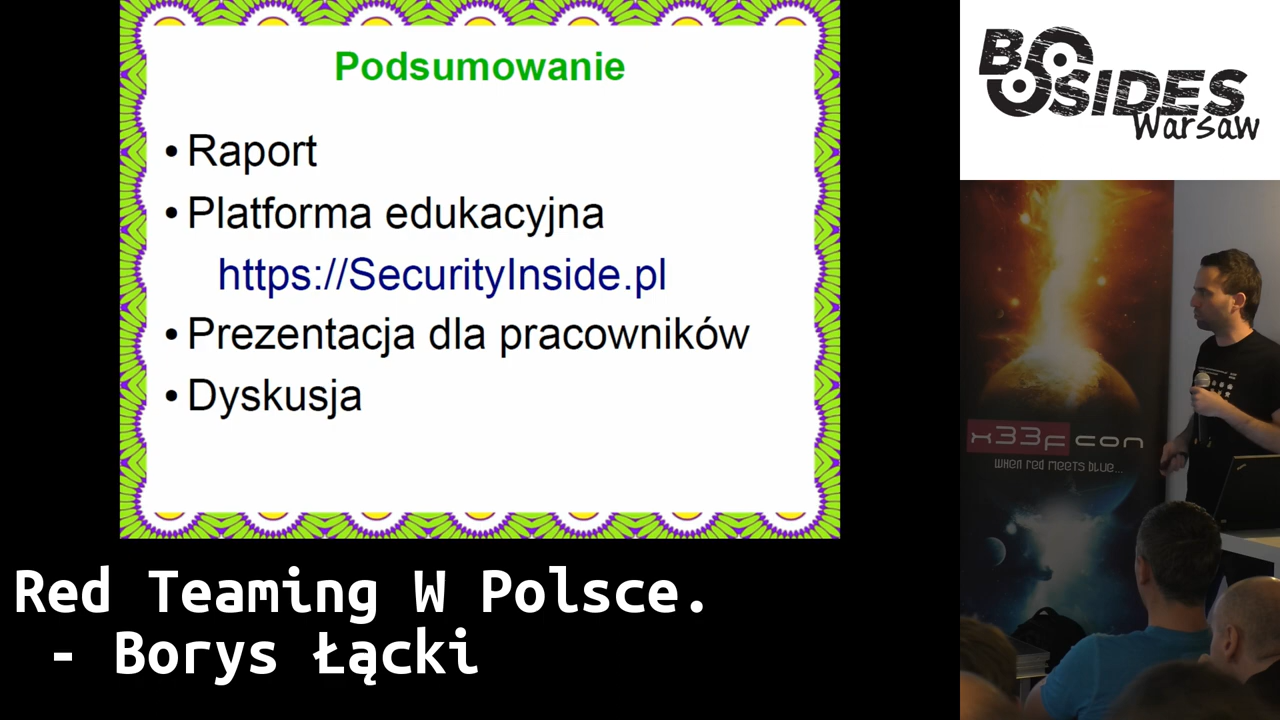 Podsumowanie
• Raport
• Platforma edukacyjna
https://SecurityInside.pl
• Prezentacja dla pracowników
• Dyskusja
Red Teaming W Polsce.
- Borys Łącki
BSIDES
Warsaw
x33fcon
when red meets blue...